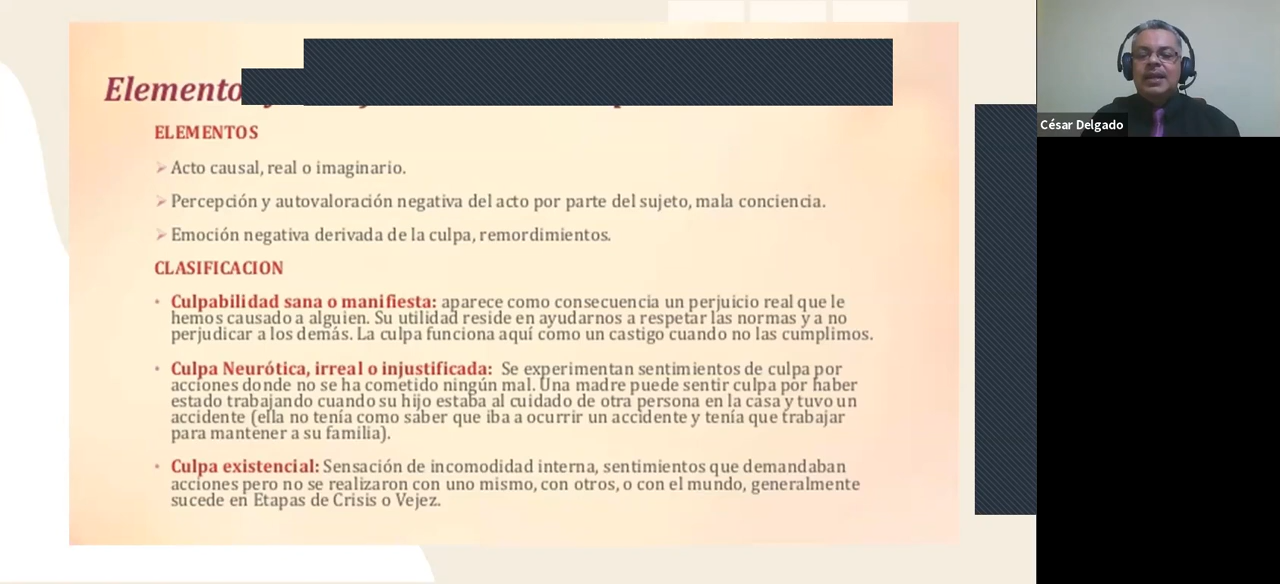 Elemento
ELEMENTOS
➢ Acto causal, real o imaginario.
➢ Percepción y autovaloración negativa del acto por parte del sujeto, mala conciencia.
➢ Emoción negativa derivada de la culpa, remordimientos.
CLASIFICACION
• Culpabilidad sana o manifiesta: aparece como consecuencia un perjuicio real que le
hemos causado a alguien. Su utilidad reside en ayudarnos a respetar las normas y a no
perjudicar a los demás. La culpa funciona aquí como un castigo cuando no las cumplimos.
• Culpa Neurótica, irreal o injustificada: Se experimentan sentimientos de culpa por
acciones donde no se ha cometido ningún mal. Una madre puede sentir culpa por haber
estado trabajando cuando su hijo estaba al cuidado de otra persona en la casa y tuvo un
accidente (ella no tenía como saber que iba a ocurrir un accidente y tenía que trabajar
para mantener a su familia).
• Culpa existencial: Sensación de incomodidad interna, sentimientos que demandaban
acciones pero no se realizaron con uno mismo, con otros, o con el mundo, generalmente
sucede en Etapas de Crisis o Vejez.
César Delgado